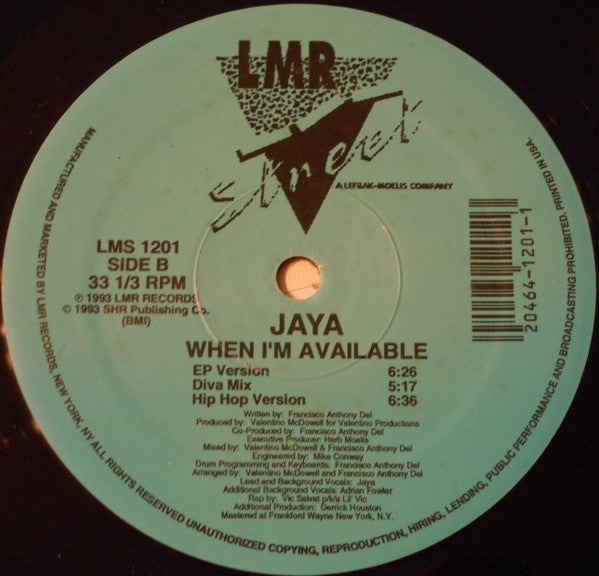 LMR
Street
A LEFRAK-MOELIS COMPANY
LMS 1201
SIDE B
33 1/3 RPM
℗ 1993 LMR RECORDS
© 1993 SHR Publishing Co.
(BMI)
20464-1201-1
JAYA
WHEN I'M AVAILABLE
EP Version 6:26
Diva Mix 5:17
Hip Hop Version 6:36
Written by: Francisco Anthony Del
Produced by: Valentino McDowell for Valentino Productions
Co-Produced by: Francisco Anthony Del
Executive Producer: Herb Moelis
Mixed by: Valentino McDowell & Francisco Anthony Del
Engineered by: Mike Conway
Drum Programming and Keyboards: Francisco Anthony Del
Arranged by: Valentino McDowell and Francisco Anthony Del
Lead and Background Vocals: Jaya
Additional Background Vocals: Adrian Fowler
Rap by: Vic Salvat p/k/a Lil' Vic
Additional Production: Derrick Houston
Mastered at Frankford Wayne New York, N.Y.
MANUFACTURED AND MARKETED BY LMR RECORDS, NEW YORK, NY ALL RIGHTS RESERVED UNAUTHORIZED COPYING, REPRODUCTION, HIRING, LENDING, PUBLIC PERFORMANCE AND BROADCASTING PROHIBITED. PRINTED IN USA.